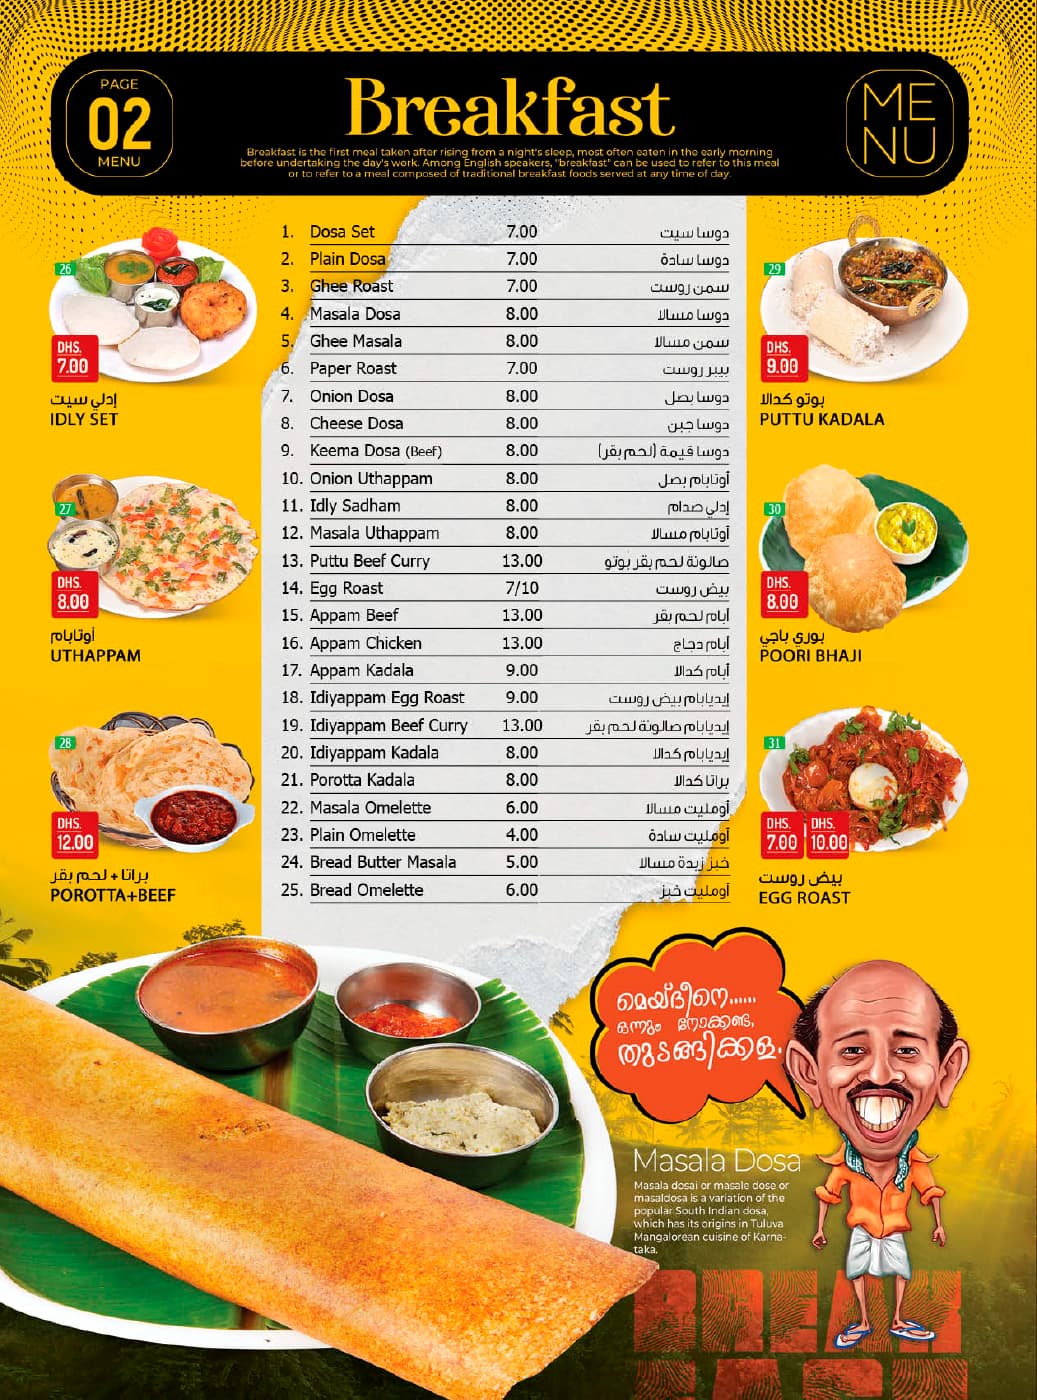 PAGE
02
MENU
Breakfast
Breakfast is the first meal taken after rising from a night's sleep, most often eaten in the early morning
before undertaking the day's work. Among English speakers, "breakfast" can be used to refer to this meal
or to refer to a meal composed of traditional breakfast foods served at any time of day.
ME
NU
1. Dosa Set 7.00 دوسا سيت
2. Plain Dosa 7.00 دوسا سادة
3. Ghee Roast 7.00 سمن روست
4. Masala Dosa 8.00 دوسا مسالا
5. Ghee Masala 8.00 سمن مسالا
6. Paper Roast 7.00 بيبر روست
7. Onion Dosa 8.00 دوسا بصل
8. Cheese Dosa 8.00 دوسا جبن
9. Keema Dosa (Beef) 8.00 دوسا قيمة (لحم بقر)
10. Onion Uthappam 8.00 أوتابام بصل
11. Idly Sadham 8.00 إدلي صدام
12. Masala Uthappam 8.00 أوتابام مسالا
13. Puttu Beef Curry 13.00 صالونة لحم بقر بوتو
14. Egg Roast 7/10 بيض روست
15. Appam Beef 13.00 أبام لحم بقر
16. Appam Chicken 13.00 أبام دجاج
17. Appam Kadala 9.00 أبام كدالا
18. Idiyappam Egg Roast 9.00 إيديابام بيض روست
19. Idiyappam Beef Curry 13.00 إيديابام صالونة لحم بقر
20. Idiyappam Kadala 8.00 إيديابام كدالا
21. Porotta Kadala 8.00 براتا كدالا
22. Masala Omelette 6.00 أومليت مسالا
23. Plain Omelette 4.00 أومليت سادة
24. Bread Butter Masala 5.00 خبز زبدة مسالا
25. Bread Omelette 6.00 أومليت خبز
26
DHS.
7.00
إدلي سيت
IDLY SET
27
DHS.
8.00
أوتابام
UTHAPPAM
28
DHS.
12.00
براتا + لحم بقر
POROTTA+BEEF
29
DHS.
9.00
بوتو كدالا
PUTTU KADALA
30
DHS.
8.00
بوري باجي
POORI BHAJI
31
DHS. DHS.
7.00 10.00
بيض روست
EGG ROAST
മെയ്ദീനെ......
ഒന്നും നോക്കണ്ട.
തുടങ്ങിക്കള.
Masala Dosa
Masala dosai or masale dose or
masaldosa is a variation of the
popular South Indian dosa,
which has its origins in Tuluva
Mangalorean cuisine of Karna-
taka.
BREAK
FAST